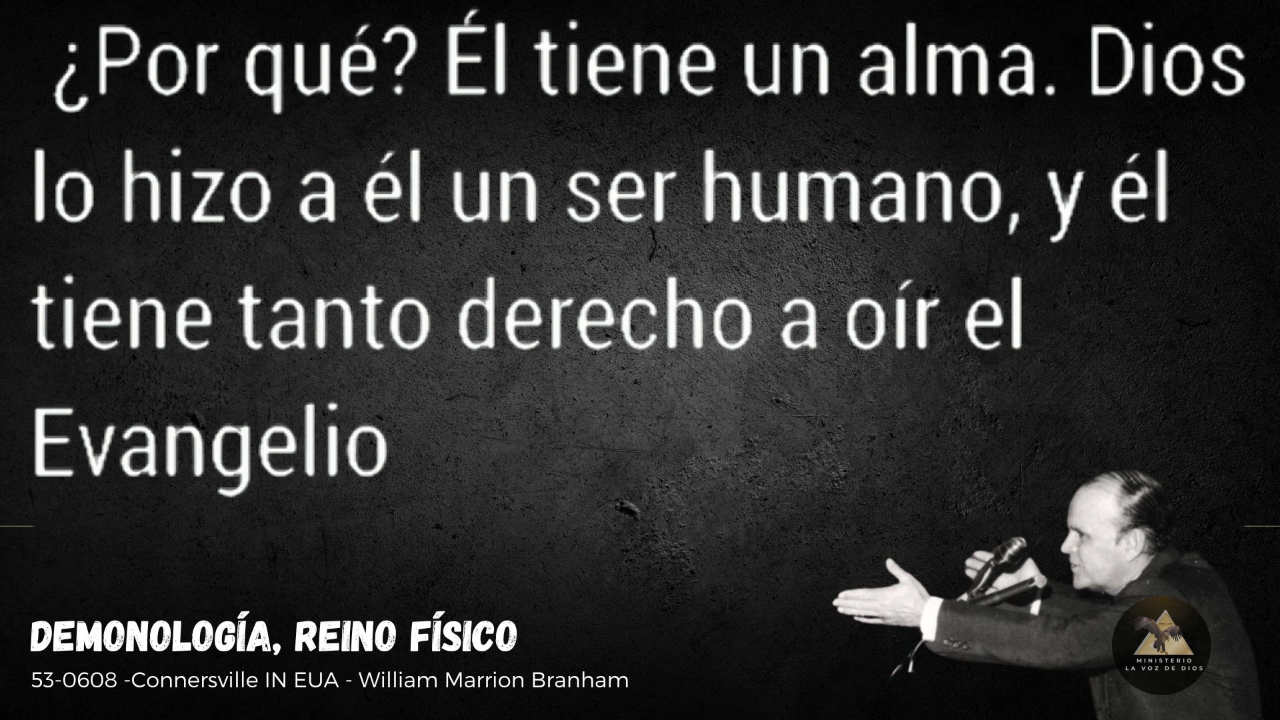 ¿Por qué? Él tiene un alma. Dios
lo hizo a él un ser humano, y él
tiene tanto derecho a oír el
Evangelio
DEMONOLOGÍA, REINO FÍSICO
53-0608 -Connersville IN EUA - William Marrion Branham
MINISTERIO
LA VOZ DE DIOS